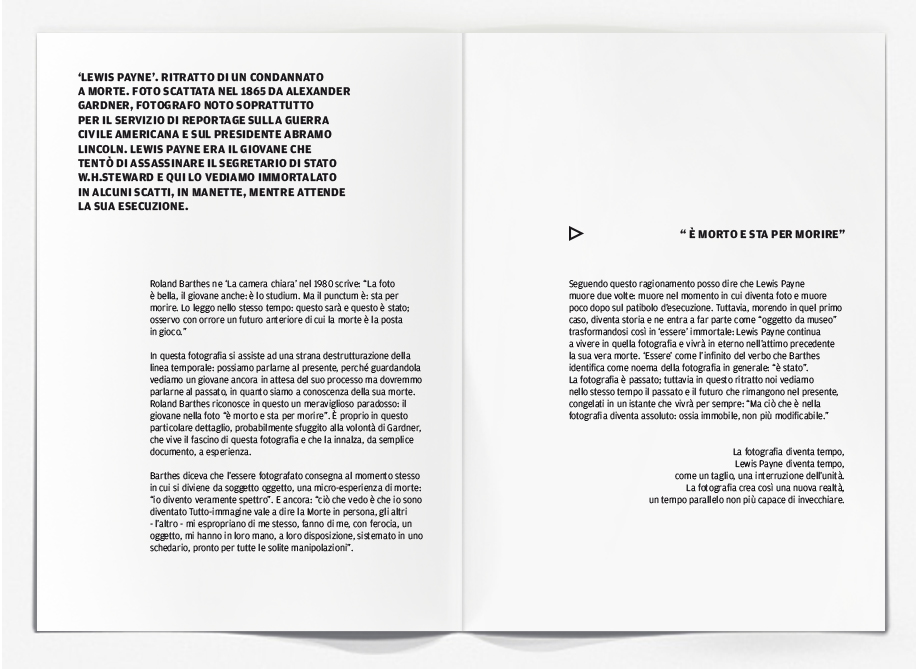 ‘LEWIS PAYNE’. RITRATTO DI UN CONDANNATO
A MORTE. FOTO SCATTATA NEL 1865 DA ALEXANDER
GARDNER, FOTOGRAFO NOTO SOPRATTUTTO
PER IL SERVIZIO DI REPORTAGE SULLA GUERRA
CIVILE AMERICANA E SUL PRESIDENTE ABRAMO
LINCOLN. LEWIS PAYNE ERA IL GIOVANE CHE
TENTÒ DI ASSASSINARE IL SEGRETARIO DI STATO
W.H.STEWARD E QUI LO VEDIAMO IMMORTALATO
IN ALCUNI SCATTI, IN MANETTE, MENTRE ATTENDE
LA SUA ESECUZIONE.
Roland Barthes ne ‘La camera chiara’ nel 1980 scrive: “La foto
è bella, il giovane anche: è lo studium. Ma il punctum è: sta per
morire. Lo leggo nello stesso tempo: questo sarà e questo è stato;
osservo con orrore un futuro anteriore di cui la morte è la posta
in gioco.”
In questa fotografia si assiste ad una strana destrutturazione della
linea temporale: possiamo parlarne al presente, perché guardandola
vediamo un giovane ancora in attesa del suo processo ma dovremmo
parlarne al passato, in quanto siamo a conoscenza della sua morte.
Roland Barthes riconosce in questo un meraviglioso paradosso: il
giovane nella foto “è morto e sta per morire”. È proprio in questo
particolare dettaglio, probabilmente sfuggito alla volontà di Gardner,
che vive il fascino di questa fotografia e che la innalza, da semplice
documento, a esperienza.
Barthes diceva che l’essere fotografato consegna al momento stesso
in cui si diviene da soggetto oggetto, una micro-esperienza di morte:
“io divento veramente spettro”. E ancora: “ciò che vedo è che io sono
diventato Tutto-immagine vale a dire la Morte in persona, gli altri
- l’altro - mi espropriano di me stesso, fanno di me, con ferocia, un
oggetto, mi hanno in loro mano, a loro disposizione, sistemato in uno
schedario, pronto per tutte le solite manipolazioni”.
“ È MORTO E STA PER MORIRE”
Seguendo questo ragionamento posso dire che Lewis Payne
muore due volte: muore nel momento in cui diventa foto e muore
poco dopo sul patibolo d’esecuzione. Tuttavia, morendo in quel primo
caso, diventa storia e ne entra a far parte come “oggetto da museo”
trasformandosi così in ‘essere’ immortale: Lewis Payne continua
a vivere in quella fotografia e vivrà in eterno nell’attimo precedente
la sua vera morte. ‘Essere’ come l’infinito del verbo che Barthes
identifica come noema della fotografia in generale: “è stato”.
La fotografia è passato; tuttavia in questo ritratto noi vediamo
nello stesso tempo il passato e il futuro che rimangono nel presente,
congelati in un istante che vivrà per sempre: “Ma ciò che è nella
fotografia diventa assoluto: ossia immobile, non più modificabile.”
La fotografia diventa tempo,
Lewis Payne diventa tempo,
come un taglio, una interruzione dell’unità.
La fotografia crea così una nuova realtà,
un tempo parallelo non più capace di invecchiare.